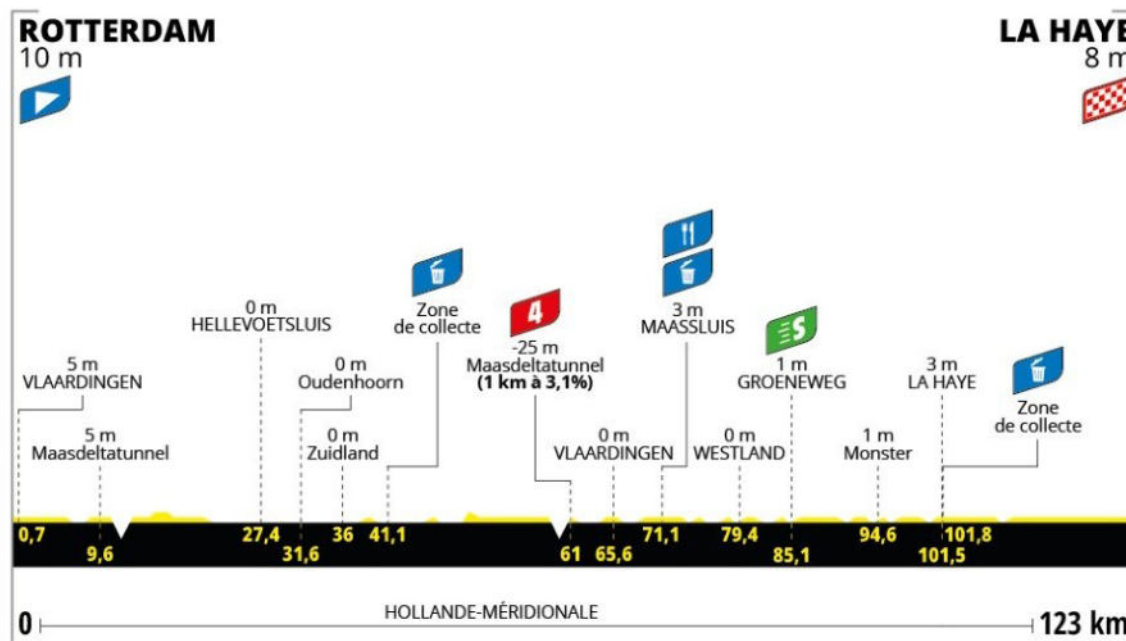 ROTTERDAM
10 m
LA HAYE
8 m
0 m
HELLEVOETSLUIS
Zone
de collecte
4
-25 m
Maasdeltatunnel
(1 km à 3,1%)
3 m
MAASSLUIS
S
5 m
VLAARDINGEN
0 m
Oudenhoorn
1 m
GROENEWEG
3 m
LA HAYE
Zone
de collecte
5 m
Maasdeltatunnel
0 m
Zuidland
0 m
VLAARDINGEN
0 m
WESTLAND
1 m
Monster
0,7
9,6
27,4
31,6
36
41,1
61
65,6
71,1
79,4
85,1
94,6
101,5
101,8
HOLLANDE-MÉRIDIONALE
0
123 km